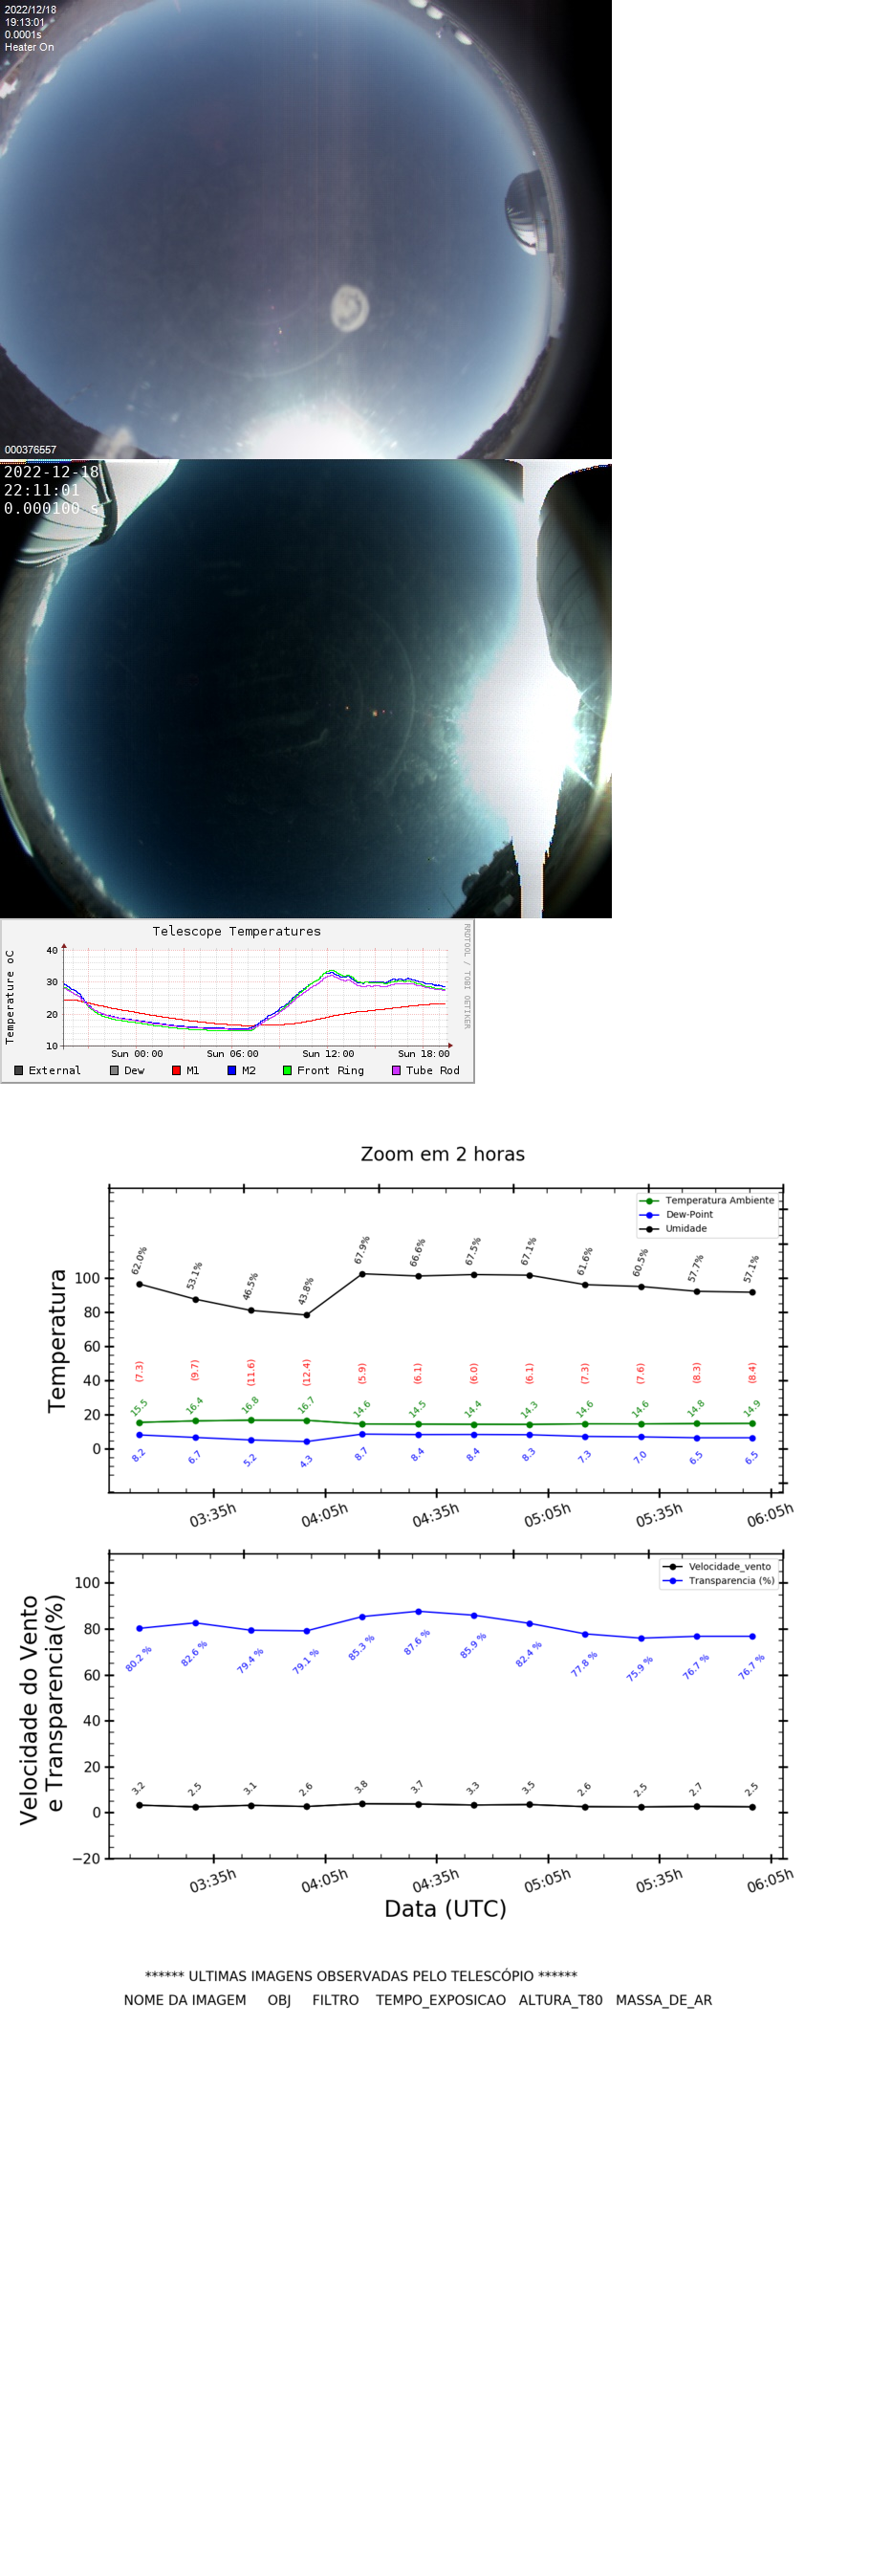 2022/12/18
19:13:01
0.0001s
Heater On
000376557
2022-12-18
22:11:01
0.000100 s
Telescope Temperatures
RRDTOOL / TOBI OETIKER
Temperature oC
40
30
20
10
Sun 00:00 Sun 06:00 Sun 12:00 Sun 18:00
External Dew M1 M2 Front Ring Tube Rod
Zoom em 2 horas
Temperatura Ambiente
Dew-Point
Umidade
Temperatura
100
80
60
40
20
0
62.0% 53.1% 46.5% 43.8% 67.9% 66.6% 67.5% 67.1% 61.6% 60.5% 57.7% 57.1%
(7.3) (9.7) (11.6) (12.4) (5.9) (6.1) (6.0) (6.1) (7.3) (7.6) (8.3) (8.4)
15.5 16.4 16.8 16.7 14.6 14.5 14.4 14.3 14.6 14.6 14.8 14.9
8.2 6.7 5.2 4.3 8.7 8.4 8.4 8.3 7.3 7.0 6.5 6.5
03:35h 04:05h 04:35h 05:05h 05:35h 06:05h
Velocidade_vento
Transparencia (%)
Velocidade do Vento
e Transparencia(%)
100
80
60
40
20
0
−20
80.2 % 82.6 % 79.4 % 79.1 % 85.3 % 87.6 % 85.9 % 82.4 % 77.8 % 75.9 % 76.7 % 76.7 %
3.2 2.5 3.1 2.6 3.8 3.7 3.3 3.5 2.6 2.5 2.7 2.5
03:35h 04:05h 04:35h 05:05h 05:35h 06:05h
Data (UTC)
****** ULTIMAS IMAGENS OBSERVADAS PELO TELESCÓPIO ******
NOME DA IMAGEM OBJ FILTRO TEMPO_EXPOSICAO ALTURA_T80 MASSA_DE_AR